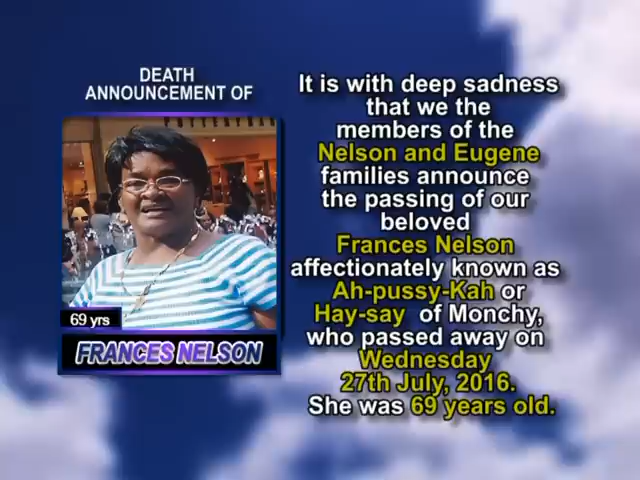 DEATH
ANNOUNCEMENT OF
POTTERY BARN
69 yrs
FRANCES NELSON
It is with deep sadness
that we the
members of the
Nelson and Eugene
families announce
the passing of our
beloved
Frances Nelson
affectionately known as
Ah-pussy-Kah or
Hay-say of Monchy,
who passed away on
Wednesday
27th July, 2016.
She was 69 years old.